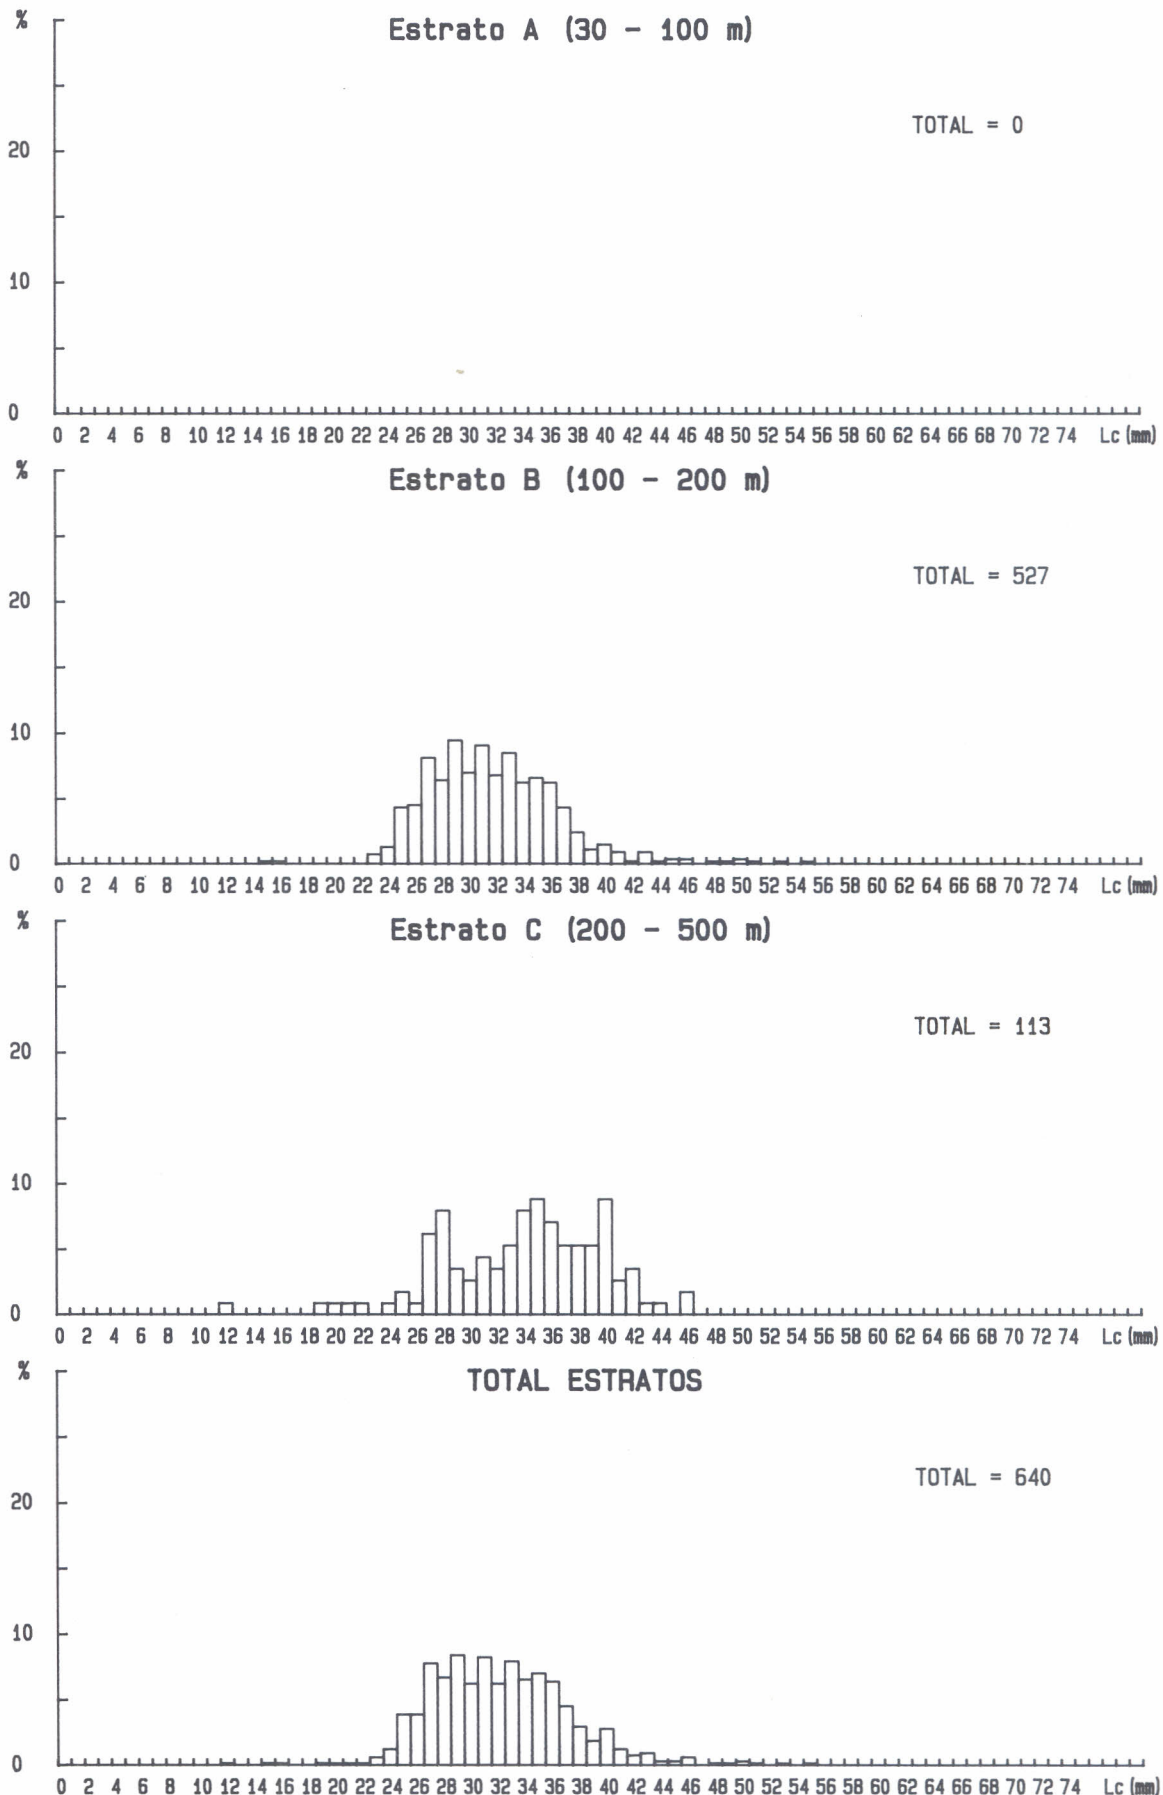 %
Estrato A (30 - 100 m)
TOTAL = 0
20
10
0
0 2 4 6 8 10 12 14 16 18 20 22 24 26 28 30 32 34 36 38 40 42 44 46 48 50 52 54 56 58 60 62 64 66 68 70 72 74 Lc (mm)
%
Estrato B (100 - 200 m)
TOTAL = 527
20
10
0
0 2 4 6 8 10 12 14 16 18 20 22 24 26 28 30 32 34 36 38 40 42 44 46 48 50 52 54 56 58 60 62 64 66 68 70 72 74 Lc (mm)
%
Estrato C (200 - 500 m)
TOTAL = 113
20
10
0
0 2 4 6 8 10 12 14 16 18 20 22 24 26 28 30 32 34 36 38 40 42 44 46 48 50 52 54 56 58 60 62 64 66 68 70 72 74 Lc (mm)
%
TOTAL ESTRATOS
TOTAL = 640
20
10
0
0 2 4 6 8 10 12 14 16 18 20 22 24 26 28 30 32 34 36 38 40 42 44 46 48 50 52 54 56 58 60 62 64 66 68 70 72 74 Lc (mm)